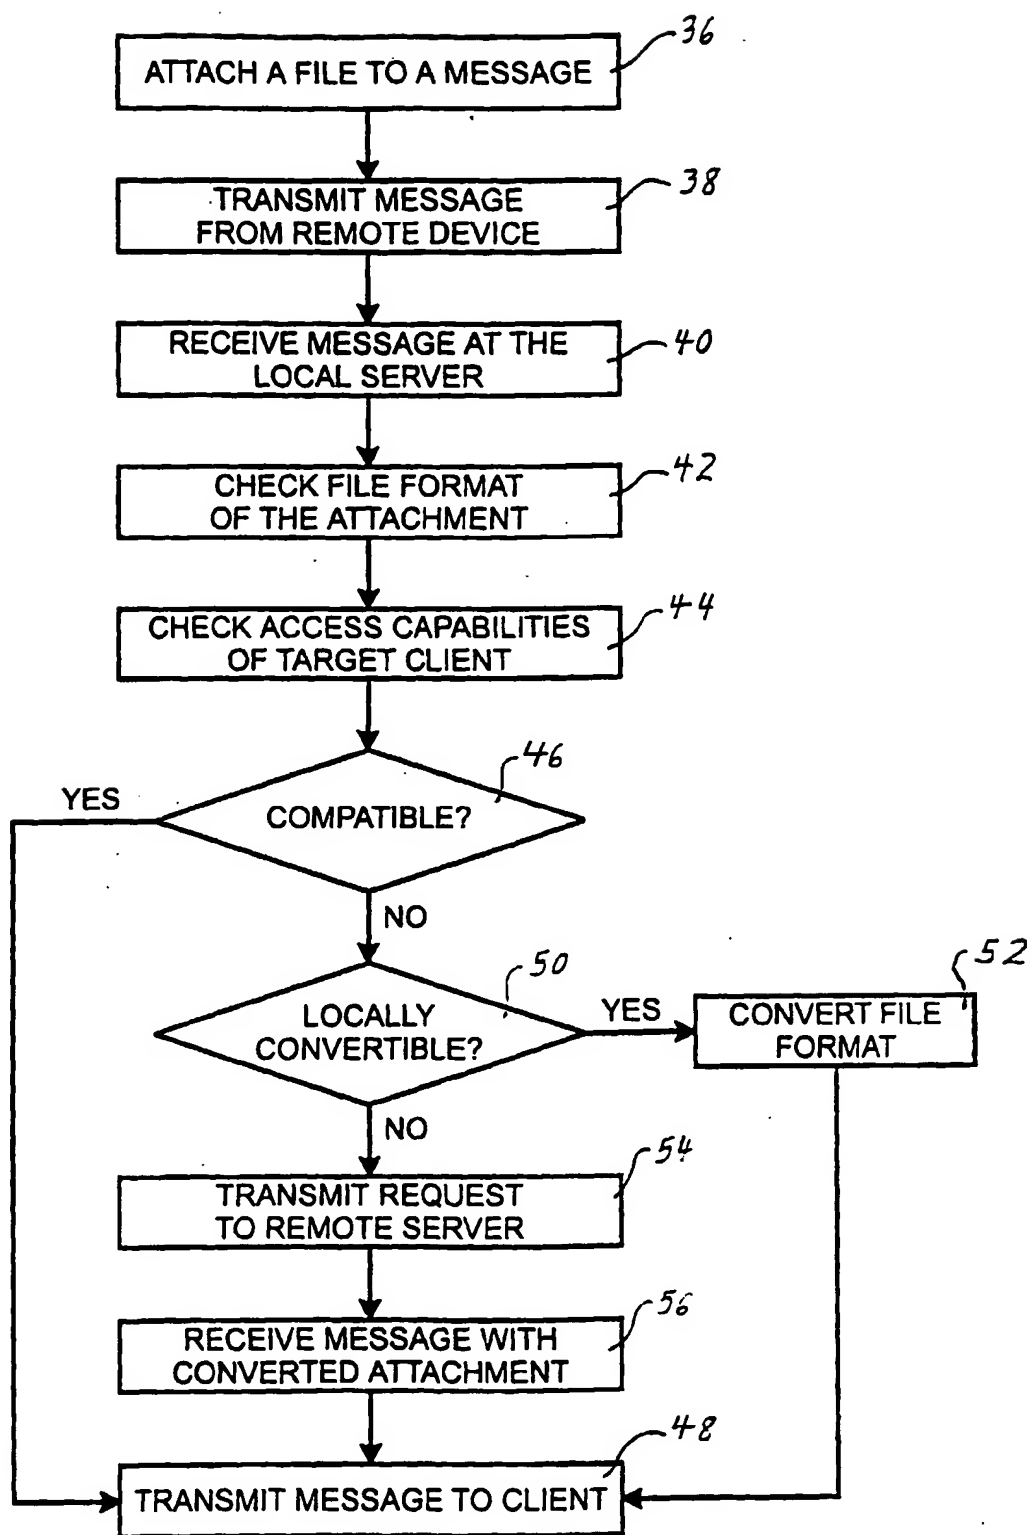 36
ATTACH A FILE TO A MESSAGE
38
TRANSMIT MESSAGE
FROM REMOTE DEVICE
40
RECEIVE MESSAGE AT THE
LOCAL SERVER
42
CHECK FILE FORMAT
OF THE ATTACHMENT
44
CHECK ACCESS CAPABILITIES
OF TARGET CLIENT
46
YES
COMPATIBLE?
NO
50
52
LOCALLY
CONVERTIBLE?
YES
CONVERT FILE
FORMAT
NO
54
TRANSMIT REQUEST
TO REMOTE SERVER
56
RECEIVE MESSAGE WITH
CONVERTED ATTACHMENT
48
TRANSMIT MESSAGE TO CLIENT